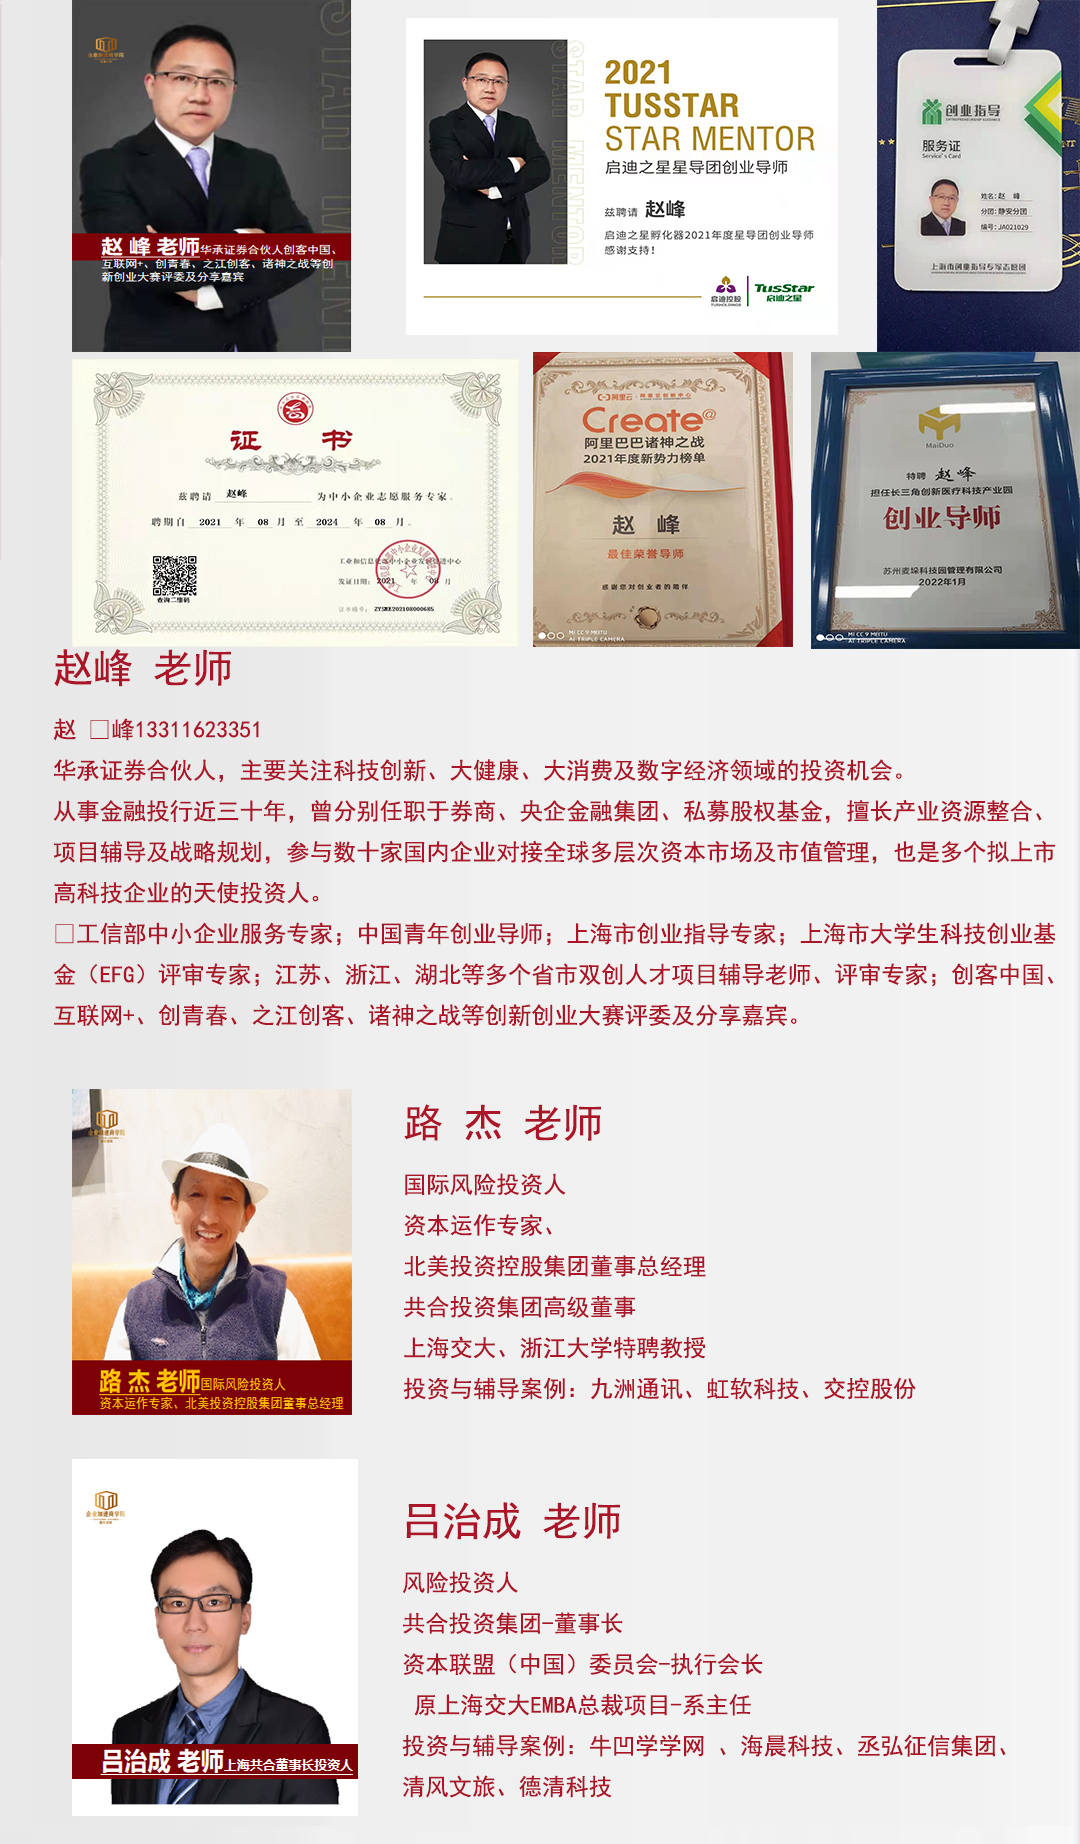 企业加速商学院
赵 峰 老师华承证券合伙人创客中国、
互联网+、创青春、之江创客、诸神之战等创
新创业大赛评委及分享嘉宾
STAR MENTOR
2021
TUSSTAR
STAR MENTOR
启迪之星星导团创业导师
兹聘请 赵峰
启迪之星孵化器2021年度星导团创业导师
感谢支持!
启迪控股
TUSHOLDINGS
TusStar
启迪之星
创业指导
ENTREPRENEURSHIP GUIDANCE
服务证
Service's Card
姓名: 赵 峰
分团: 静安分团
编号: JA021029
上海市创业指导专家志愿团
证 书
兹聘请 赵峰 为中小企业志愿服务专家。
聘期自 2021 年 08 月 至 2024 年 08 月。
工业和信息化部中小企业发展促进中心
发证日期: 2021 年 08 月
查询二维码
证书编号: ZYSME202108000685
阿里云 · 阿里云创新中心
Create@
阿里巴巴诸神之战
2021年度新势力榜单
赵 峰
最佳荣誉导师
感谢您对创业者的陪伴
MI CC 9 MEITU
AI TRIPLE CAMERA
MaiDuo
特聘 赵峰
担任长三角创新医疗科技产业园
创业导师
苏州麦垛科技园管理有限公司
2022年1月
MI CC 9 MEITU
AI TRIPLE CAMERA
赵峰 老师
赵 □峰13311623351
华承证券合伙人，主要关注科技创新、大健康、大消费及数字经济领域的投资机会。
从事金融投行近三十年，曾分别任职于券商、央企金融集团、私募股权基金，擅长产业资源整合、
项目辅导及战略规划，参与数十家国内企业对接全球多层次资本市场及市值管理，也是多个拟上市
高科技企业的天使投资人。
□工信部中小企业服务专家；中国青年创业导师；上海市创业指导专家；上海市大学生科技创业基
金（EFG）评审专家；江苏、浙江、湖北等多个省市双创人才项目辅导老师、评审专家；创客中国、
互联网+、创青春、之江创客、诸神之战等创新创业大赛评委及分享嘉宾。
企业加速商学院
路 杰 老师国际风险投资人
资本运作专家、北美投资控股集团董事总经理
路 杰 老师
国际风险投资人
资本运作专家、
北美投资控股集团董事总经理
共合投资集团高级董事
上海交大、浙江大学特聘教授
投资与辅导案例：九洲通讯、虹软科技、交控股份
企业加速商学院
吕治成 老师上海共合董事长投资人
吕治成 老师
风险投资人
共合投资集团-董事长
资本联盟（中国）委员会-执行会长
原上海交大EMBA总裁项目-系主任
投资与辅导案例：牛凹学学网 、海晨科技、丞弘征信集团、
清风文旅、德清科技